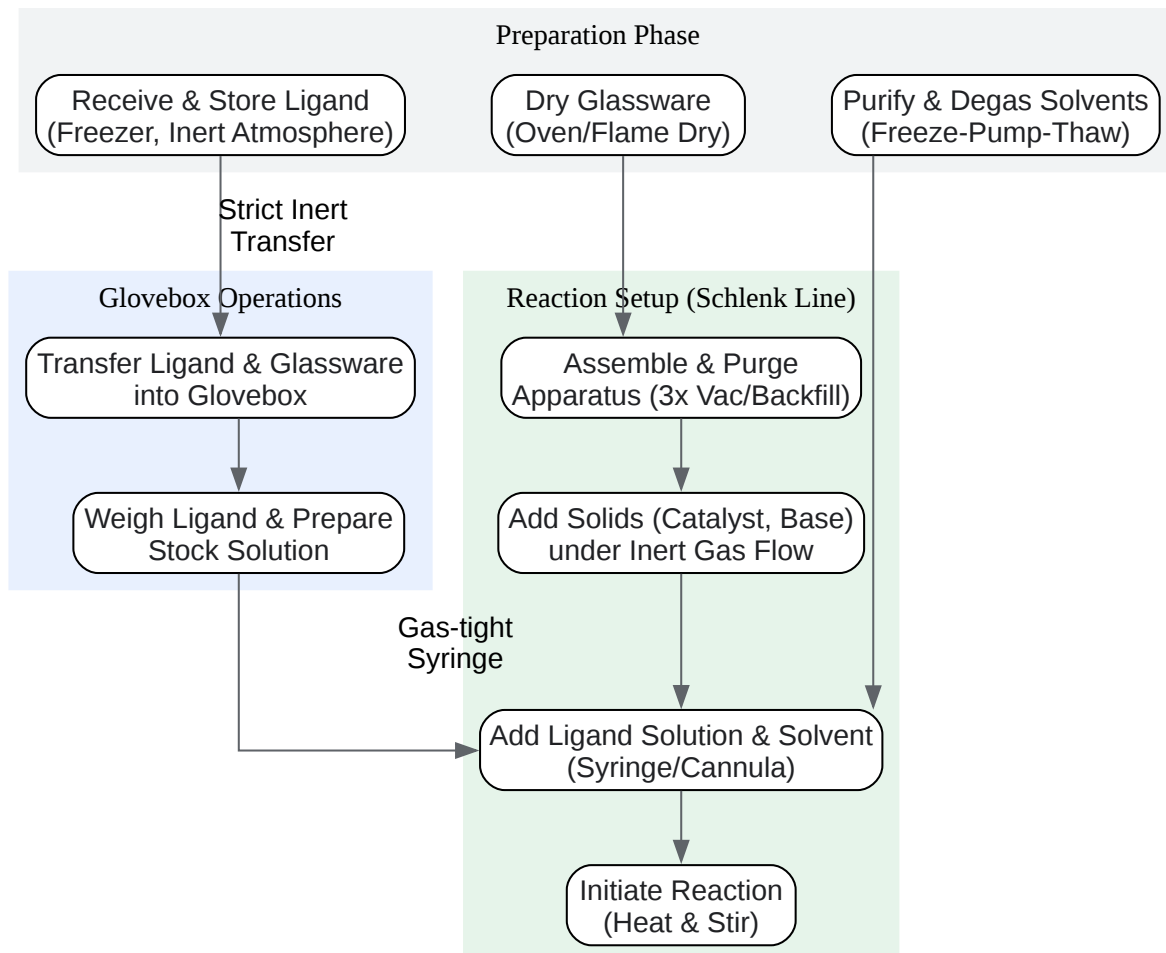 Preparation Phase
Receive & Store Ligand
(Freezer, Inert Atmosphere)
Dry Glassware
(Oven/Flame Dry)
Purify & Degas Solvents
(Freeze-Pump-Thaw)
Strict Inert
Transfer
Glovebox Operations
Transfer Ligand & Glassware
into Glovebox
Weigh Ligand & Prepare
Stock Solution
Reaction Setup (Schlenk Line)
Assemble & Purge
Apparatus (3x Vac/Backfill)
Add Solids (Catalyst, Base)
under Inert Gas Flow
Gas-tight
Syringe
Add Ligand Solution & Solvent
(Syringe/Cannula)
Initiate Reaction
(Heat & Stir)